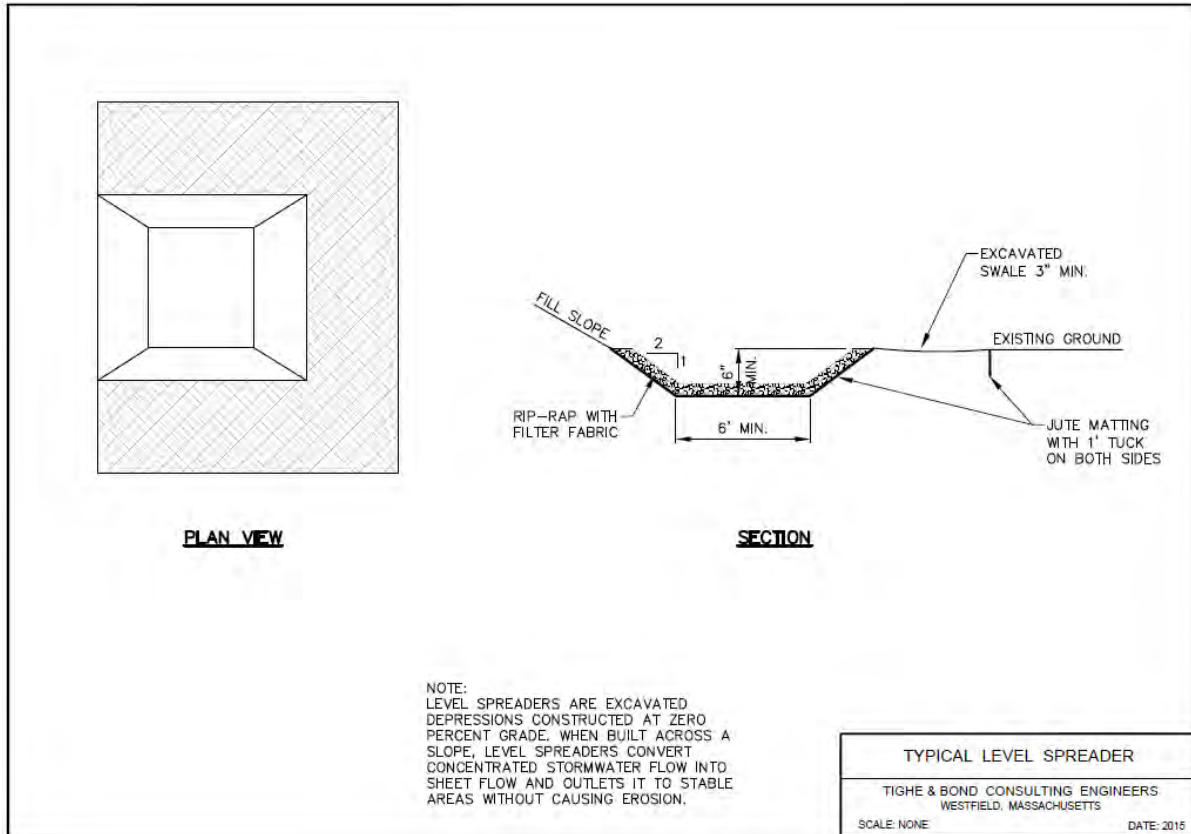 EXCAVATED
SWALE 3" MIN.
FILL SLOPE
EXISTING GROUND
2
1
6"
MIN.
RIP-RAP WITH
FILTER FABRIC
6' MIN.
JUTE MATTING
WITH 1' TUCK
ON BOTH SIDES
PLAN VIEW
SECTION
NOTE:
LEVEL SPREADERS ARE EXCAVATED
DEPRESSIONS CONSTRUCTED AT ZERO
PERCENT GRADE. WHEN BUILT ACROSS A
SLOPE, LEVEL SPREADERS CONVERT
CONCENTRATED STORMWATER FLOW INTO
SHEET FLOW AND OUTLETS IT TO STABLE
AREAS WITHOUT CAUSING EROSION.
TYPICAL LEVEL SPREADER
TIGHE & BOND CONSULTING ENGINEERS
WESTFIELD, MASSACHUSETTS
SCALE: NONE DATE: 2015